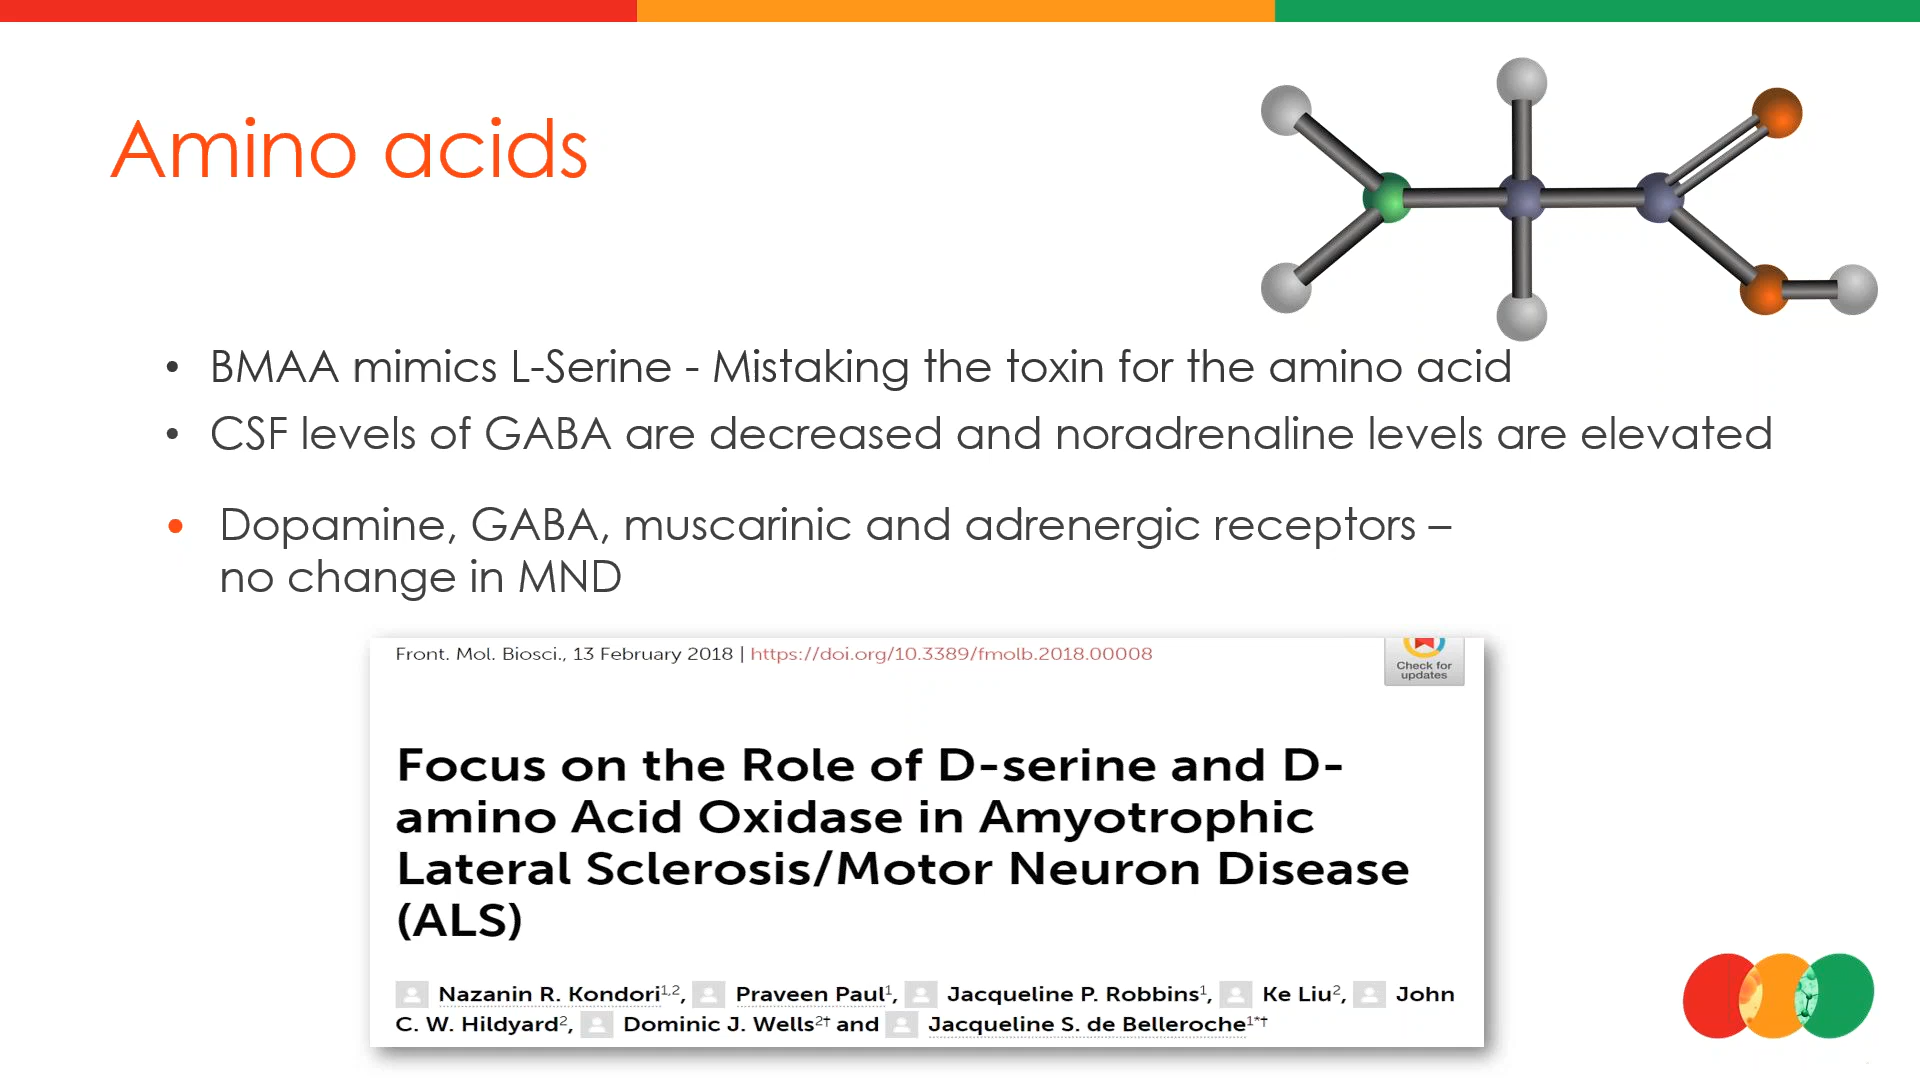 Amino acids
• BMAA mimics L-Serine - Mistaking the toxin for the amino acid
• CSF levels of GABA are decreased and noradrenaline levels are elevated
• Dopamine, GABA, muscarinic and adrenergic receptors –
no change in MND
Front. Mol. Biosci., 13 February 2018 | https://doi.org/10.3389/fmolb.2018.00008
Check for
updates
Focus on the Role of D-serine and D-
amino Acid Oxidase in Amyotrophic
Lateral Sclerosis/Motor Neuron Disease
(ALS)
Nazanin R. Kondori1,2, Praveen Paul1, Jacqueline P. Robbins1, Ke Liu2, John
C. W. Hildyard2, Dominic J. Wells2† and Jacqueline S. de Belleroche1*†